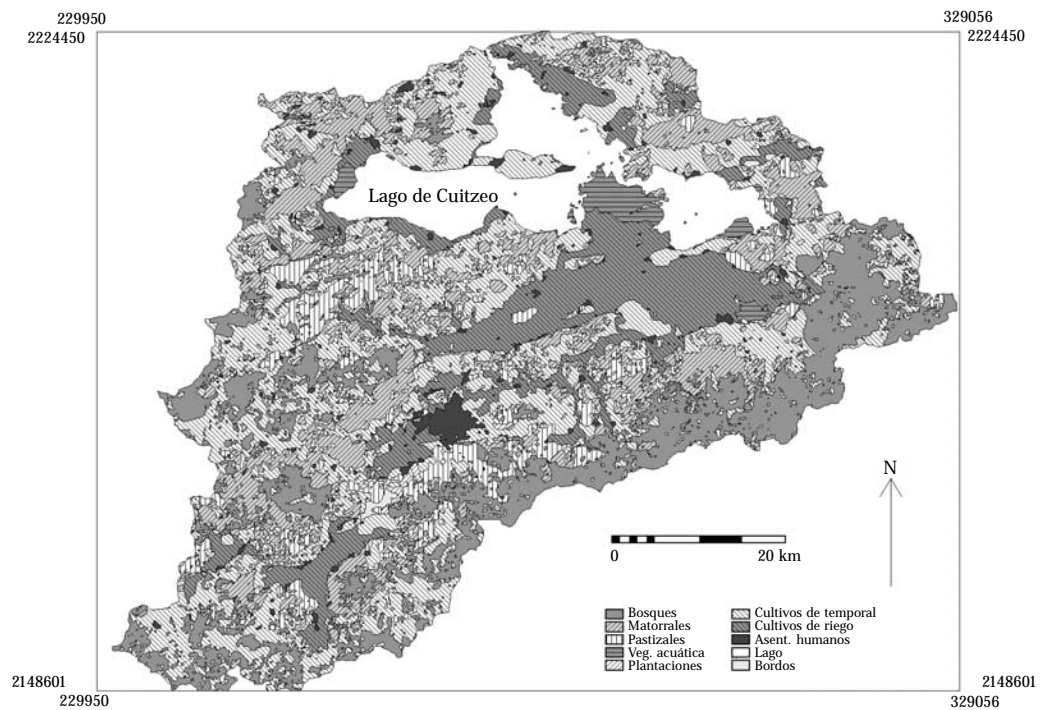 229950
329056
2224450
2224450
Lago de Cuitzeo
N
0
20 km
Bosques
Matorrales
Pastizales
Veg. acuática
Plantaciones
Cultivos de temporal
Cultivos de riego
Asent. humanos
Lago
Bordos
2148601
2148601
229950
329056